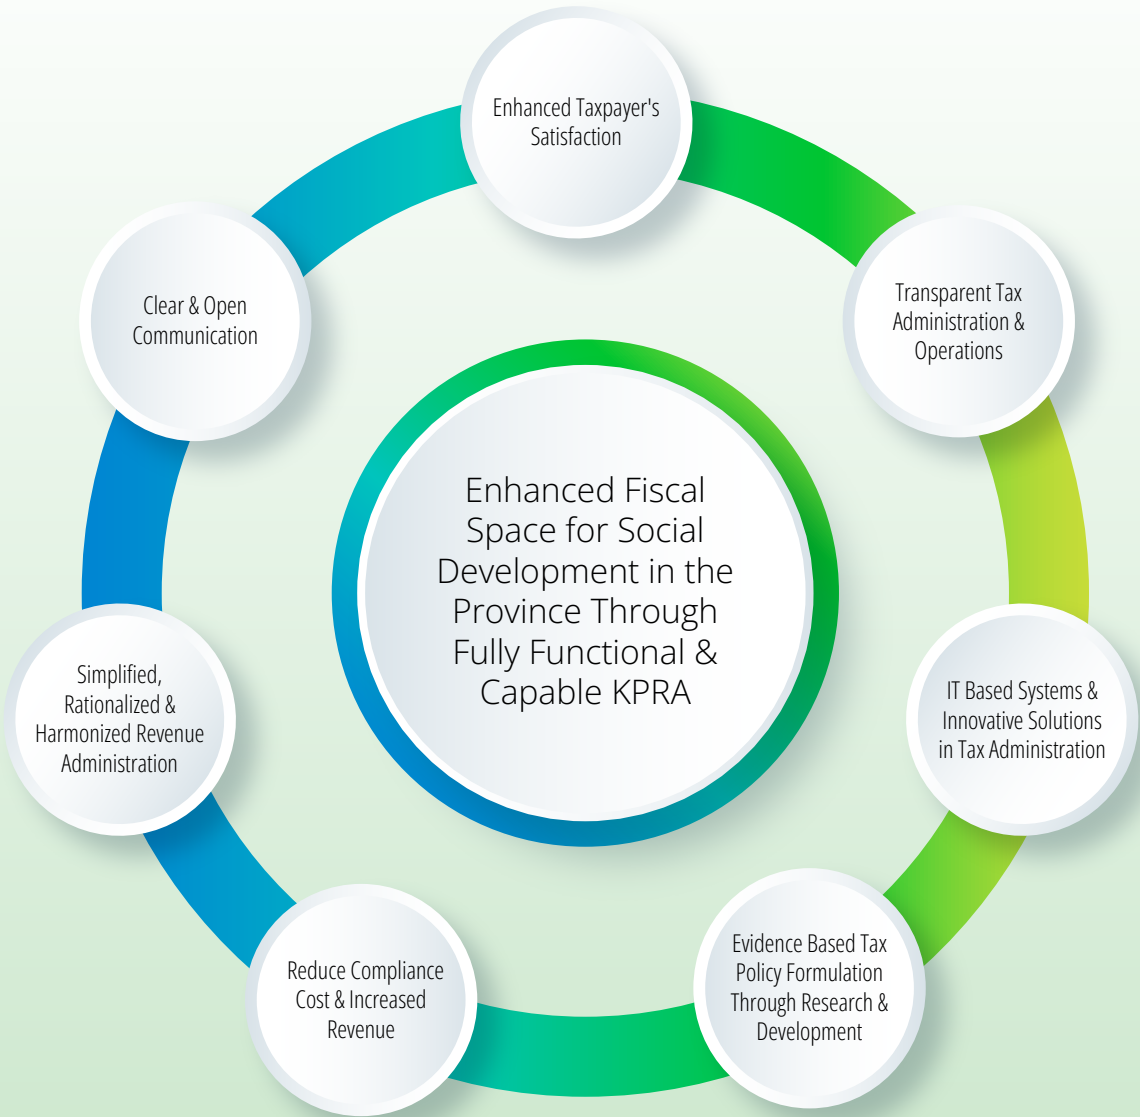 Enhanced Taxpayer's
Satisfaction
Clear & Open
Communication
Transparent Tax
Administration &
Operations
Enhanced Fiscal
Space for Social
Development in the
Province Through
Fully Functional &
Capable KPRA
Simplified,
Rationalized &
Harmonized Revenue
Administration
IT Based Systems &
Innovative Solutions
in Tax Administration
Reduce Compliance
Cost & Increased
Revenue
Evidence Based Tax
Policy Formulation
Through Research &
Development